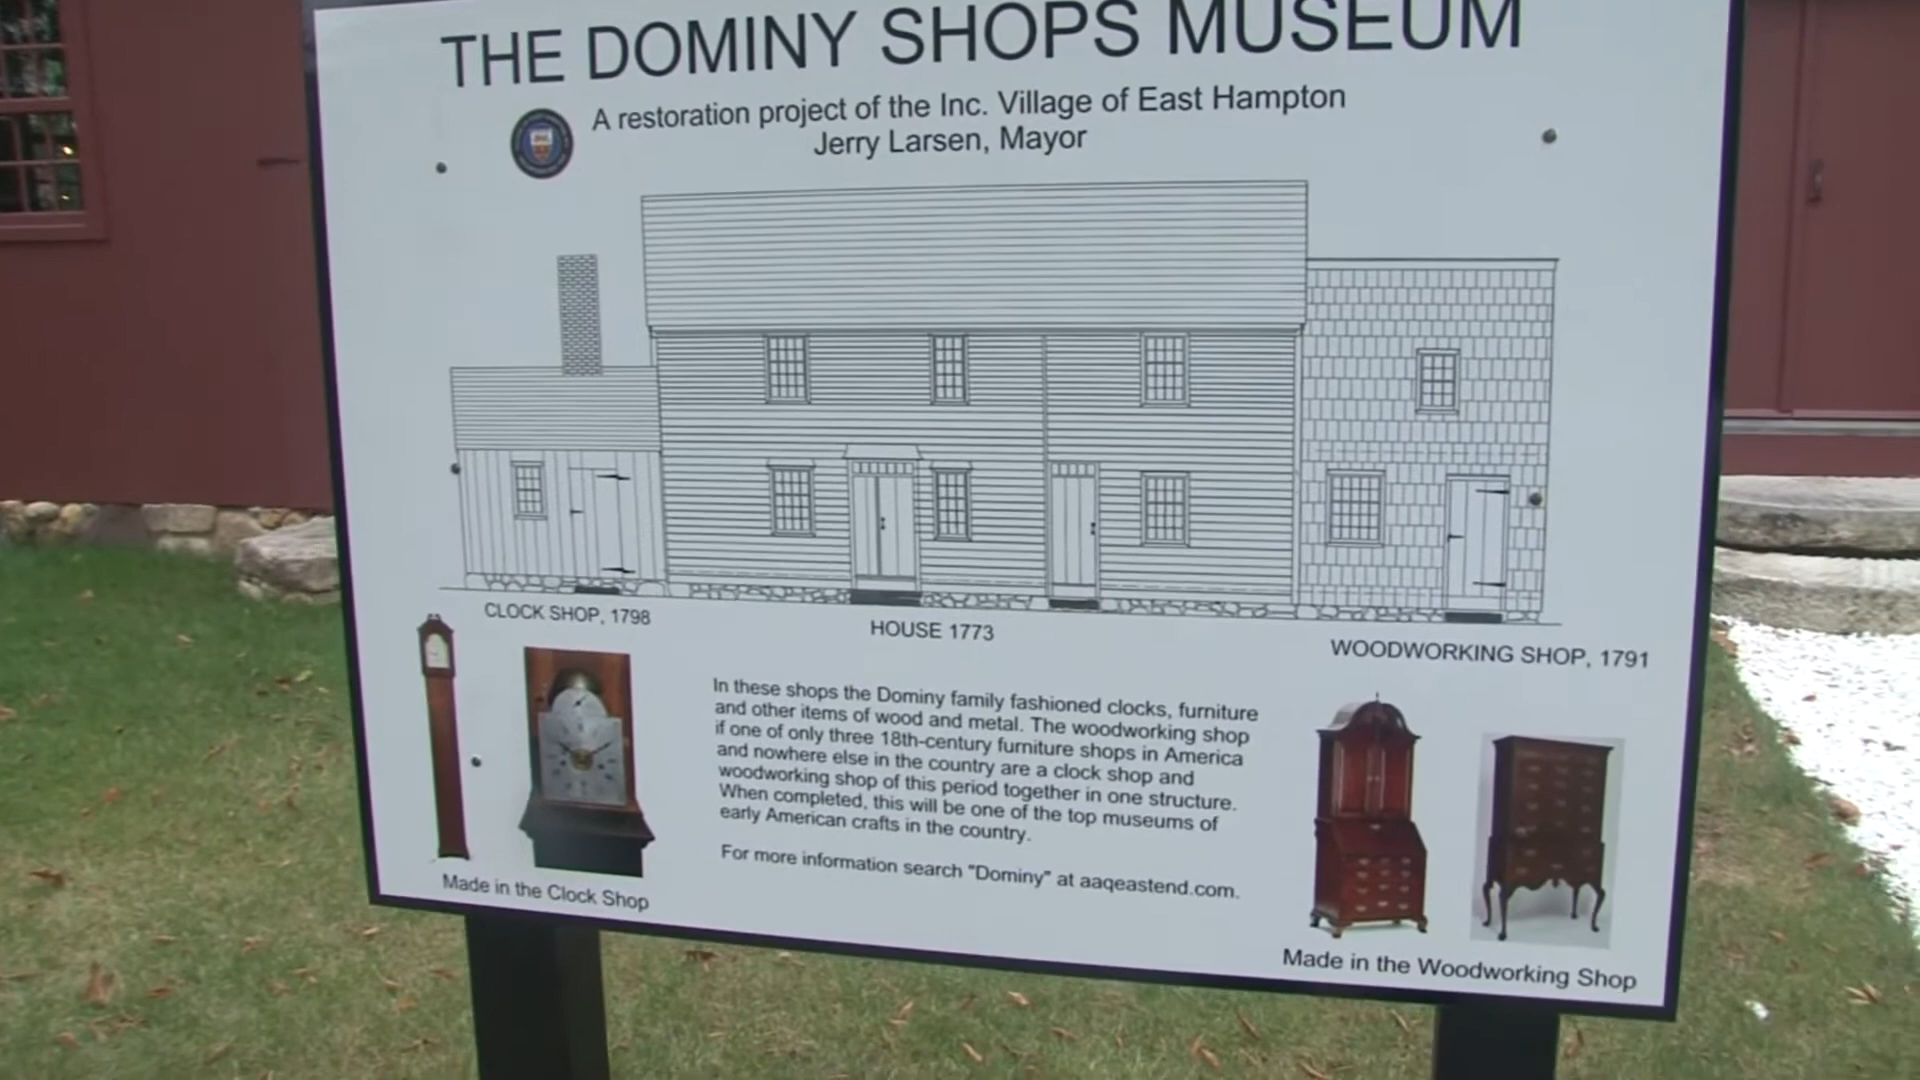 THE DOMINY SHOPS MUSEUM
A restoration project of the Inc. Village of East Hampton
Jerry Larsen, Mayor
CLOCK SHOP, 1798
HOUSE 1773
WOODWORKING SHOP, 1791
In these shops the Dominy family fashioned clocks, furniture
and other items of wood and metal. The woodworking shop
if one of only three 18th-century furniture shops in America
and nowhere else in the country are a clock shop and
woodworking shop of this period together in one structure.
When completed, this will be one of the top museums of
early American crafts in the country.
For more information search "Dominy" at aaqeastend.com.
Made in the Clock Shop
Made in the Woodworking Shop